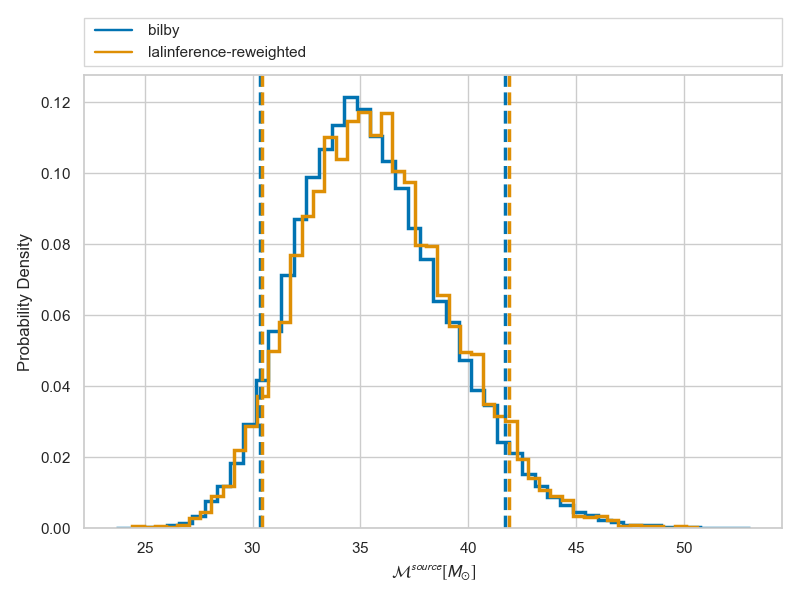 bilby
lalinference-reweighted
0.12
0.10
0.08
0.06
0.04
0.02
0.00
Probability Density
25 30 35 40 45 50
ℳ^source[M_⊙]